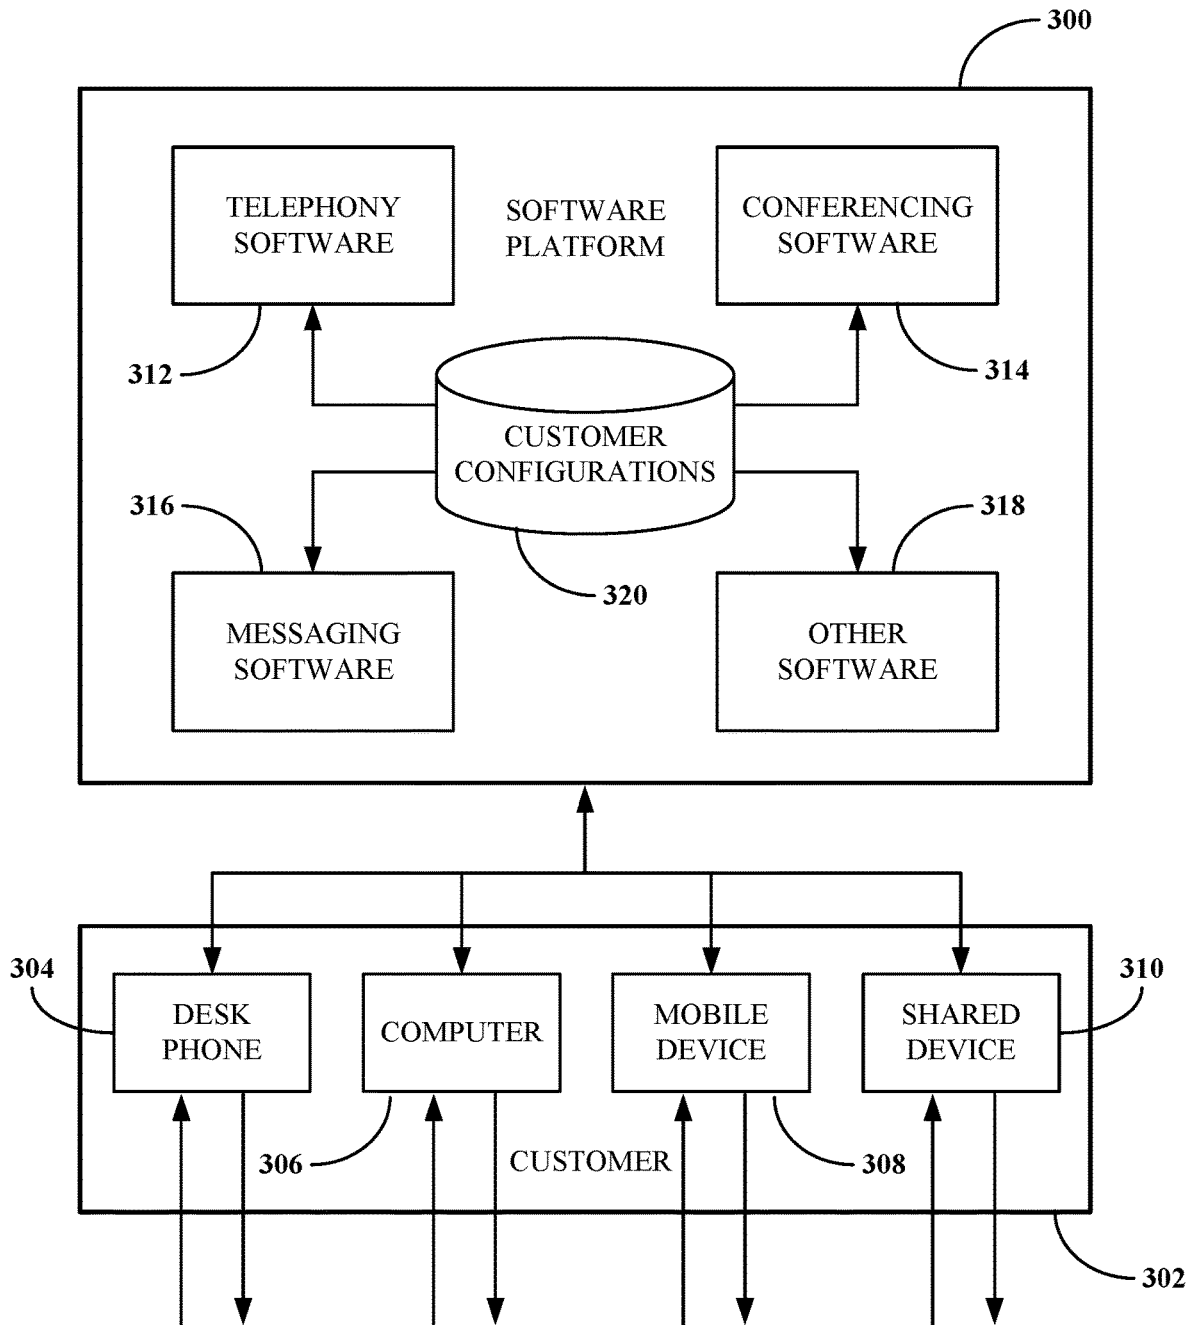 300
TELEPHONY
SOFTWARE
SOFTWARE
PLATFORM
CONFERENCING
SOFTWARE
312
314
CUSTOMER
CONFIGURATIONS
316
318
320
MESSAGING
SOFTWARE
OTHER
SOFTWARE
304
310
DESK
PHONE
COMPUTER
MOBILE
DEVICE
SHARED
DEVICE
306
CUSTOMER
308
302